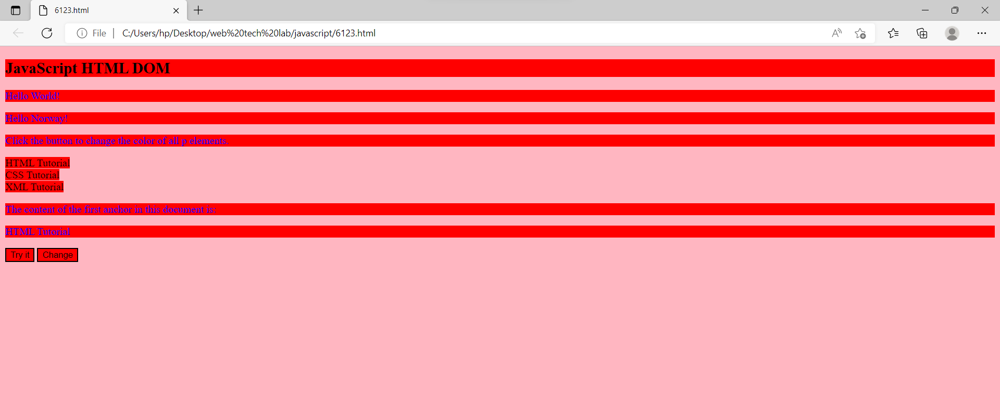 6123.html
File | C:/Users/hp/Desktop/web%20tech%20lab/javascript/6123.html
JavaScript HTML DOM
Hello World!
Hello Norway!
Click the button to change the color of all p elements.
HTML Tutorial
CSS Tutorial
XML Tutorial
The content of the first anchor in this document is:
HTML Tutorial
Try it Change